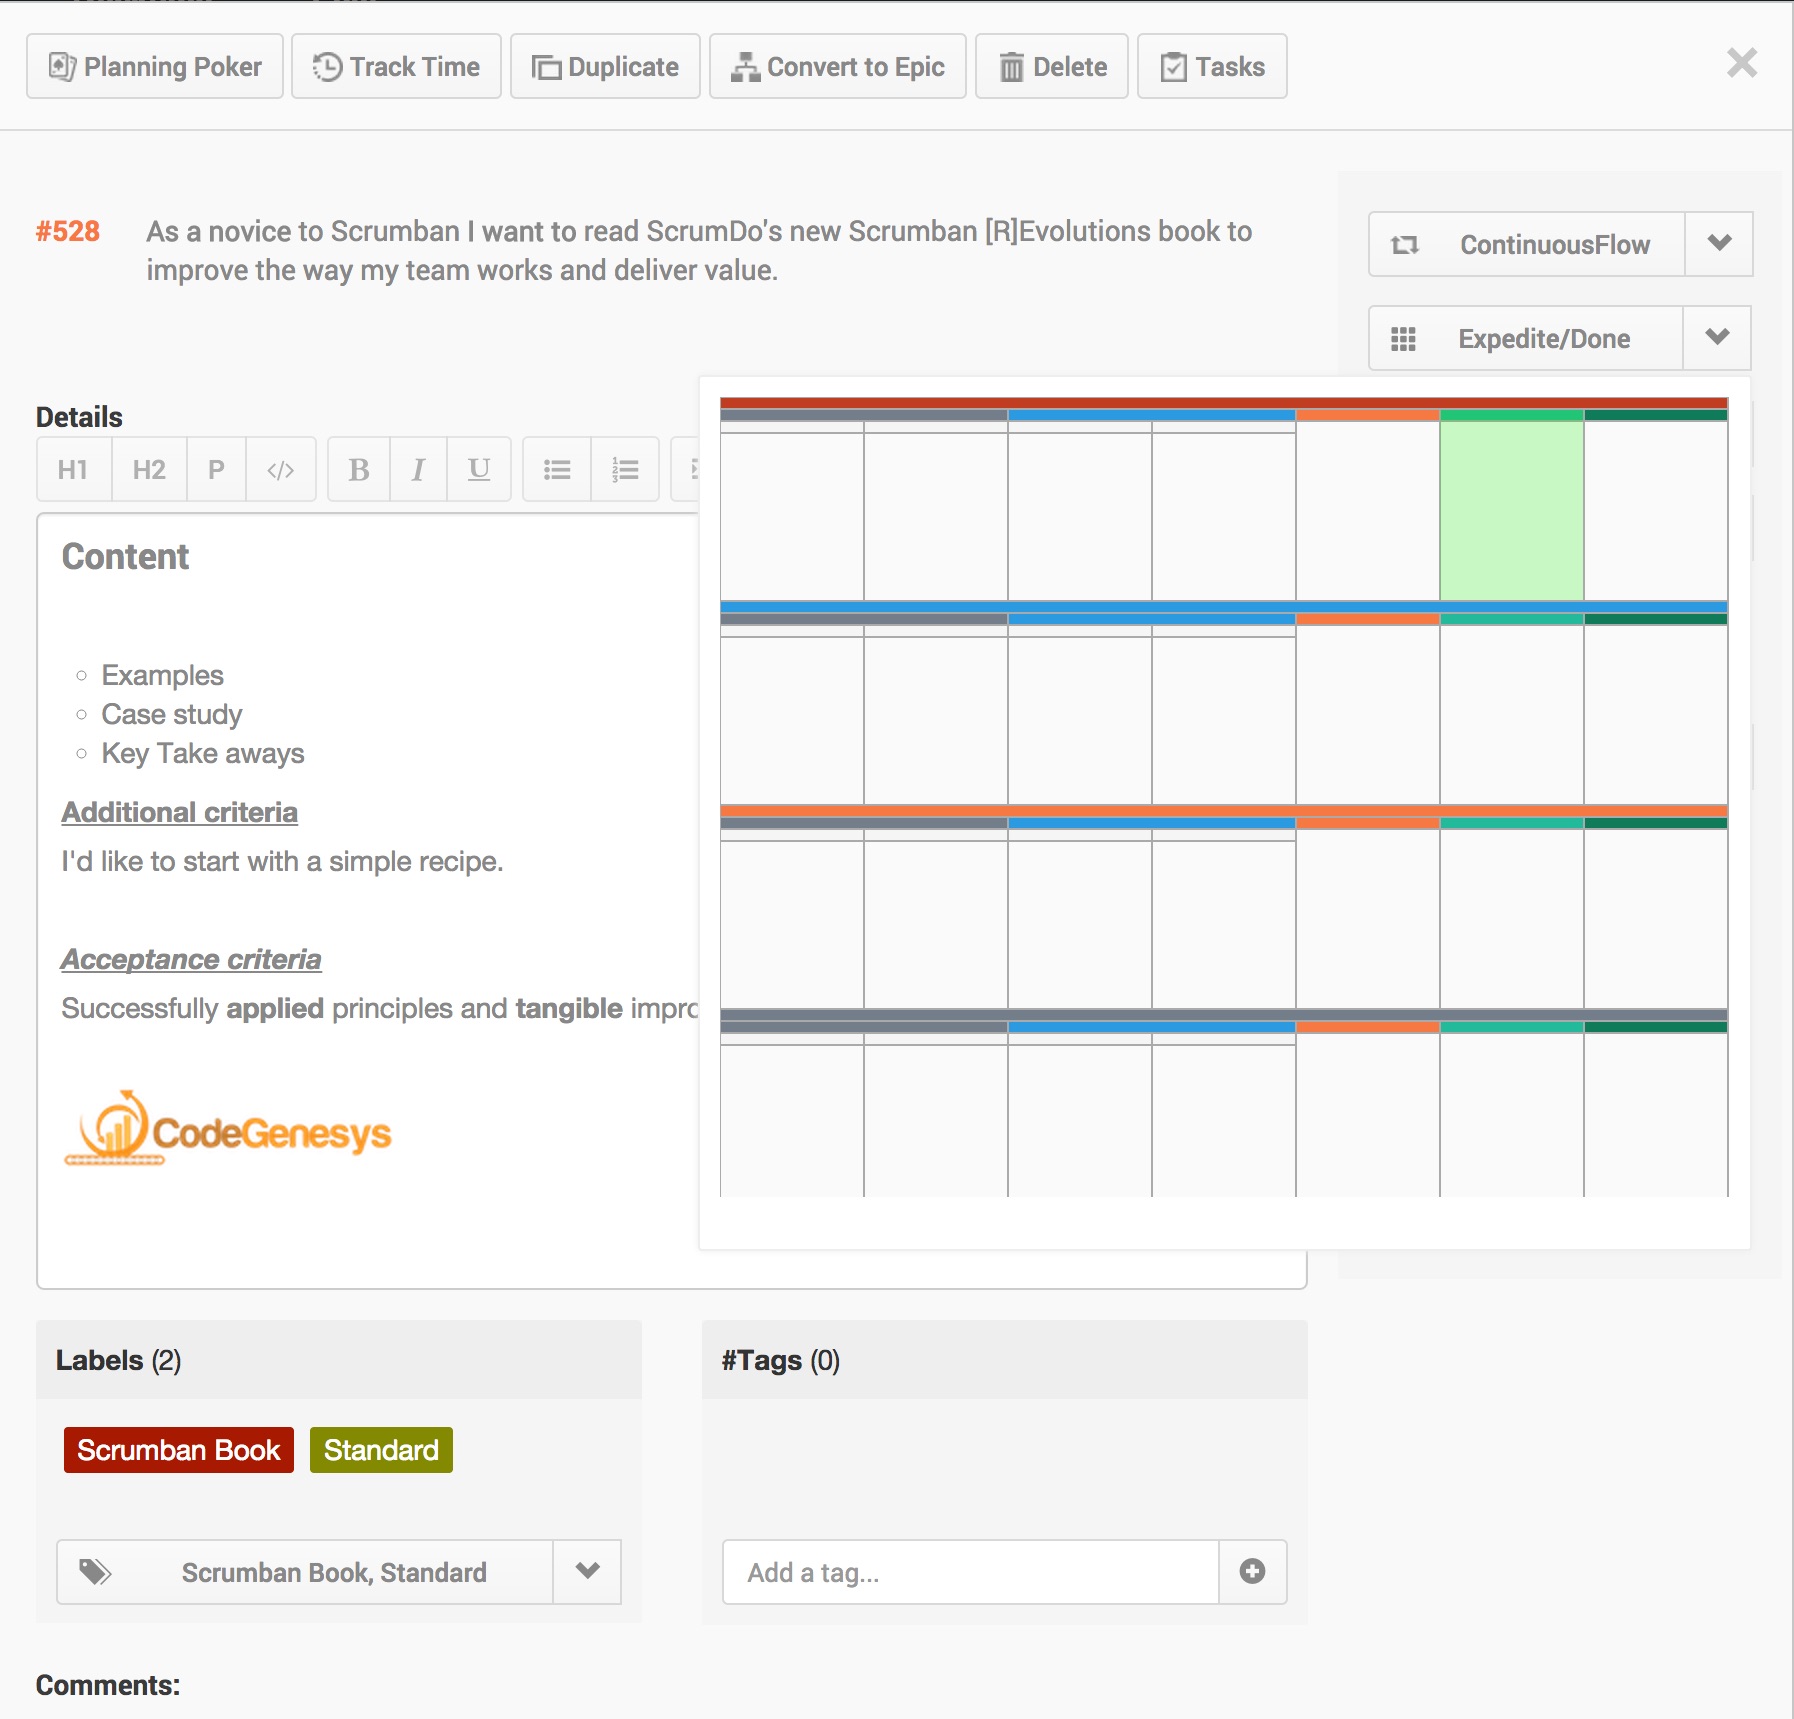 Planning Poker
Track Time
Duplicate
Convert to Epic
Delete
Tasks
#528
As a novice to Scrumban I want to read ScrumDo's new Scrumban [R]Evolutions book to
improve the way my team works and deliver value.
ContinuousFlow
Expedite/Done
Details
H1 H2 P </> B I U
Content
Examples
Case study
Key Take aways
Additional criteria
I'd like to start with a simple recipe.
Acceptance criteria
Successfully applied principles and tangible
CodeGenesys
Labels (2)
Scrumban Book
Standard
Scrumban Book, Standard
#Tags (0)
Add a tag...
Comments: